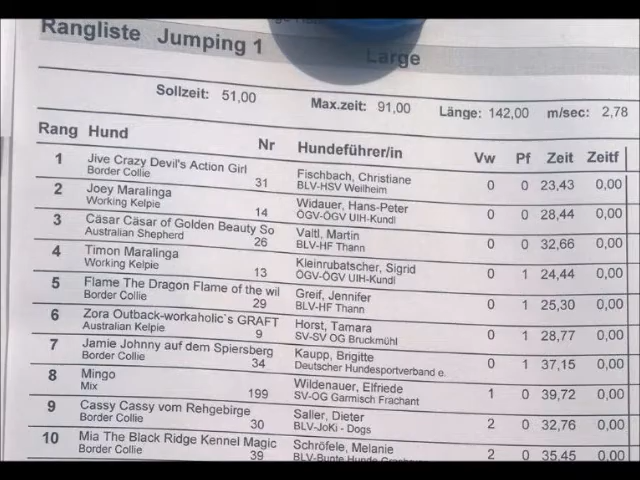 Rangliste Jumping 1
Large
Sollzeit: 51,00 Max.zeit: 91,00 Länge: 142,00 m/sec: 2,78
Rang Hund Nr Hundeführer/in Vw Pf Zeit Zeitf
1 Jive Crazy Devil's Action Girl Fischbach, Christiane 0 0 23,43 0,00
Border Collie 31 BLV-HSV Weilheim
2 Joey Maralinga Widauer, Hans-Peter 0 0 28,44 0,00
Working Kelpie 14 ÖGV-ÖGV UIH-Kundl
3 Cäsar Cäsar of Golden Beauty So Valtl, Martin 0 0 32,66 0,00
Australian Shepherd 26 BLV-HF Thann
4 Timon Maralinga Kleinrubatscher, Sigrid 0 1 24,44 0,00
Working Kelpie 13 ÖGV-ÖGV UIH-Kundl
5 Flame The Dragon Flame of the wil Greif, Jennifer 0 1 25,30 0,00
Border Collie 29 BLV-HF Thann
6 Zora Outback-workaholic`s GRAFT Horst, Tamara 0 1 28,77 0,00
Australian Kelpie 9 SV-SV OG Bruckmühl
7 Jamie Johnny auf dem Spiersberg Kaupp, Brigitte 0 1 37,15 0,00
Border Collie 34 Deutscher Hundesportverband e.
8 Mingo Wildenauer, Elfriede 1 0 39,72 0,00
Mix 199 SV-OG Garmisch Frachant
9 Cassy Cassy vom Rehgebirge Saller, Dieter 2 0 32,76 0,00
Border Collie 30 BLV-JoKi - Dogs
10 Mia The Black Ridge Kennel Magic Schröfele, Melanie 2 0 35,45 0,00
Border Collie 39 BLV-Bunte Hunde